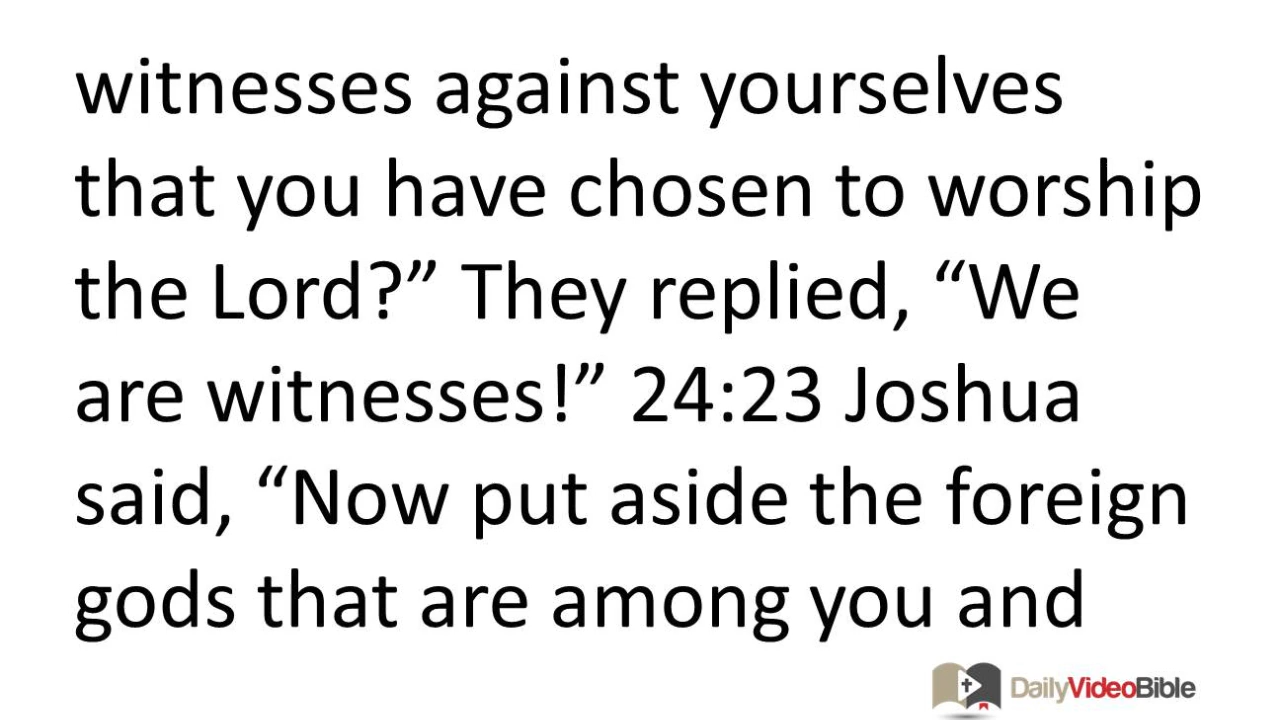 witnesses against yourselves
that you have chosen to worship
the Lord?” They replied, “We
are witnesses!” 24:23 Joshua
said, “Now put aside the foreign
gods that are among you and
DailyVideoBible